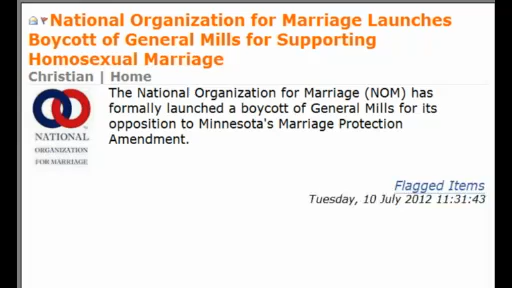 National Organization for Marriage Launches
Boycott of General Mills for Supporting
Homosexual Marriage
Christian | Home
The National Organization for Marriage (NOM) has
formally launched a boycott of General Mills for its
opposition to Minnesota's Marriage Protection
Amendment.
NATIONAL
ORGANIZATION
FOR MARRIAGE
Flagged Items
Tuesday, 10 July 2012 11:31:43